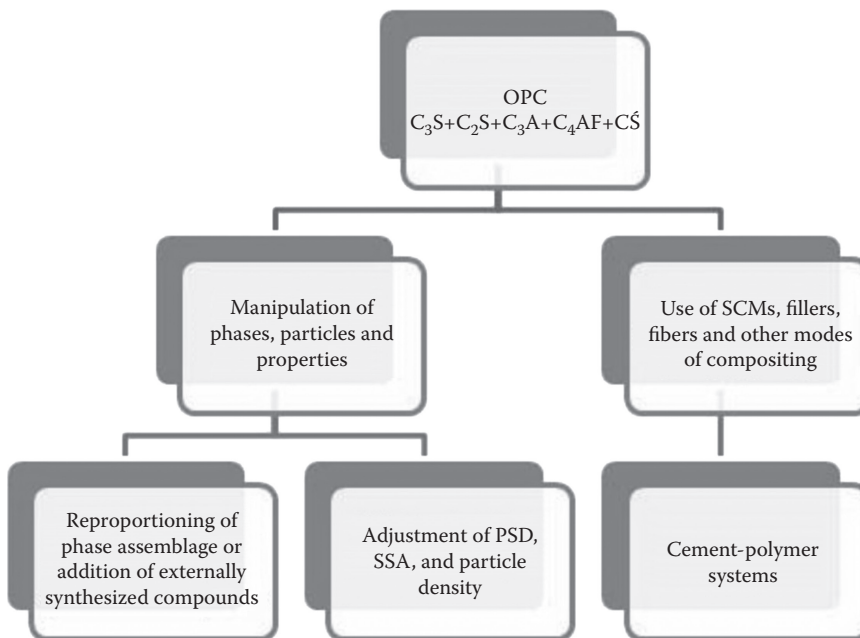 OPC
C₃S+C₂S+C₃A+C₄AF+CŚ
Manipulation of
phases, particles and
properties
Use of SCMs, fillers,
fibers and other modes
of compositing
Reproportioning of
phase assemblage or
addition of externally
synthesized compounds
Adjustment of PSD,
SSA, and particle
density
Cement-polymer
systems